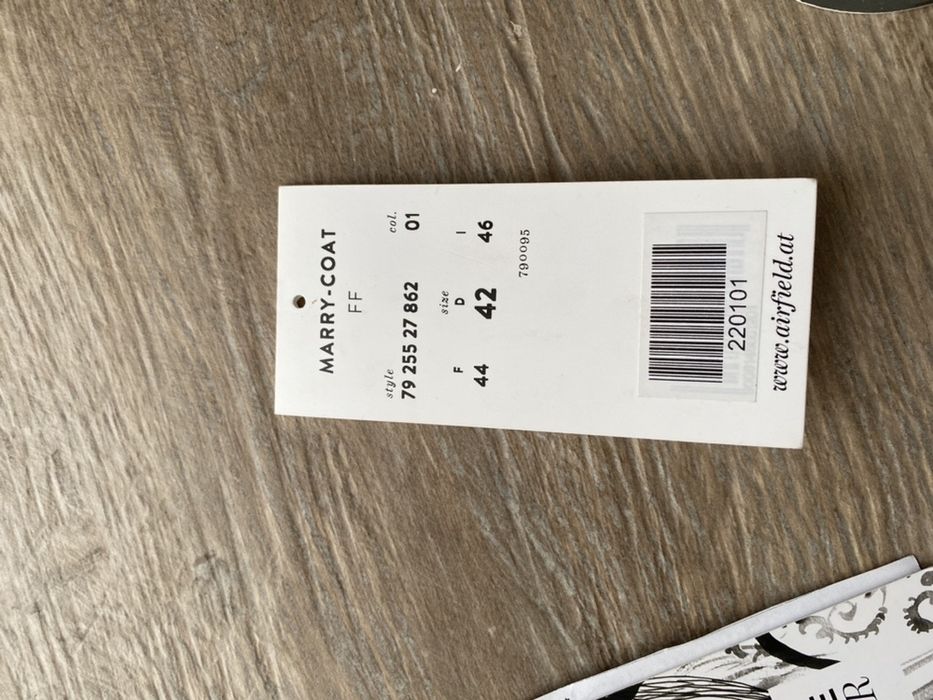 MARRY-COAT
FF
style col.
79 255 27 862 01
size
F D I
44 42 46
790095
220101
www.airfield.at